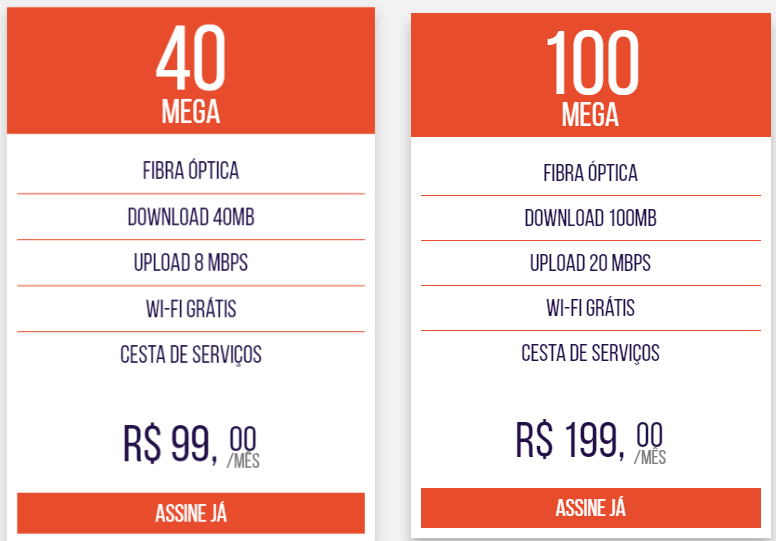 40
MEGA
FIBRA ÓPTICA
DOWNLOAD 40MB
UPLOAD 8 MBPS
WI-FI GRÁTIS
CESTA DE SERVIÇOS
R$ 99,00
/MÊS
ASSINE JÁ
100
MEGA
FIBRA ÓPTICA
DOWNLOAD 100MB
UPLOAD 20 MBPS
WI-FI GRÁTIS
CESTA DE SERVIÇOS
R$ 199,00
/MÊS
ASSINE JÁ